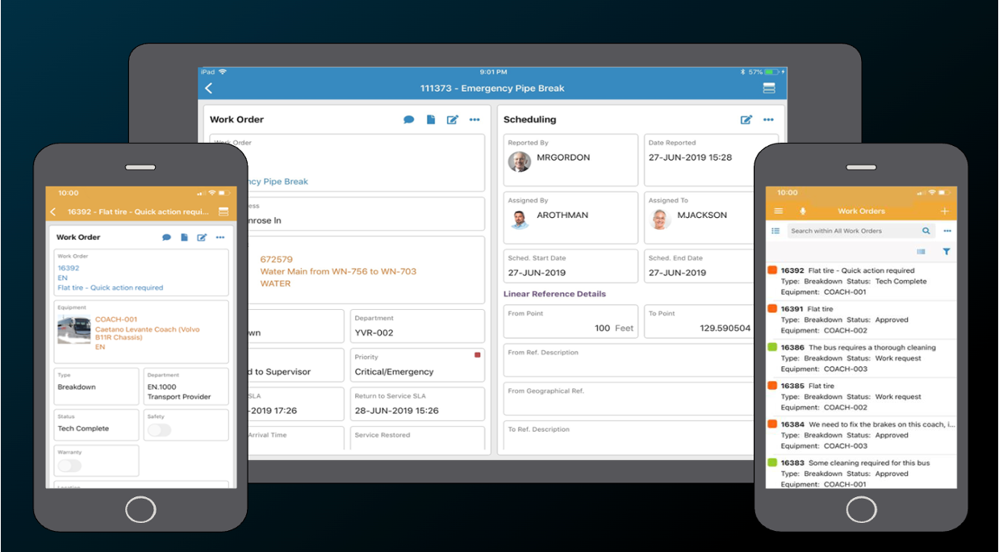 iPad
9:01 PM
57%
111373 - Emergency Pipe Break
Work Order
Work Order
ncy Pipe Break
ess
nrose ln
672579
Water Main from WN-756 to WN-703
WATER
wn
Department
YVR-002
d to Supervisor
Priority
Critical/Emergency
SLA
-2019 17:26
Return to Service SLA
28-JUN-2019 15:26
Arrival Time
Service Restored
Scheduling
Reported By
MRGORDON
Date Reported
27-JUN-2019 15:28
Assigned By
AROTHMAN
Assigned To
MJACKSON
Sched. Start Date
27-JUN-2019
Sched. End Date
27-JUN-2019
Linear Reference Details
From Point
100 Feet
To Point
129.590504
From Ref. Description
From Geographical Ref.
To Ref. Description
10:00
16392 - Flat tire - Quick action requi...
Work Order
Work Order
16392
EN
Flat tire - Quick action required
Equipment
COACH-001
Caetano Levante Coach (Volvo
B11R Chassis)
EN
Type
Breakdown
Department
EN.1000
Transport Provider
Status
Tech Complete
Safety
Warranty
Location
10:00
Work Orders
Search within All Work Orders
16392 Flat tire - Quick action required
Type: Breakdown Status: Tech Complete
Equipment: COACH-001
16391 Flat tire
Type: Breakdown Status: Approved
Equipment: COACH-002
16386 The bus requires a thorough cleaning
Type: Breakdown Status: Work request
Equipment: COACH-003
16385 Flat tire
Type: Breakdown Status: Work request
Equipment: COACH-002
16384 We need to fix the brakes on this coach, i...
Type: Breakdown Status: Approved
Equipment: COACH-003
16383 Some cleaning required for this bus
Type: Breakdown Status: Approved
Equipment: COACH-001